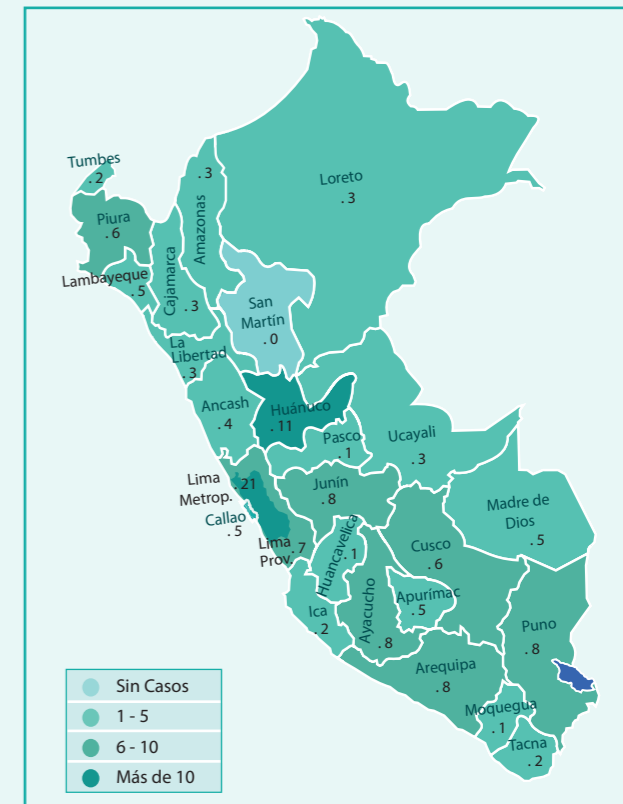 Tumbes
. 2
. 3
Amazonas
Loreto
. 3
Piura
. 6
Lambayeque
. 5
Cajamarca
. 3
San
Martín
. 0
La
Libertad
. 3
Ancash
. 4
Huánuco
. 11
Pasco
. 1
Ucayali
. 3
Lima
Metrop.
. 21
Callao
. 5
Lima
Prov.
. 7
Junín
. 8
Huancavelica
. 1
Cusco
. 6
Madre de
Dios
. 5
Ica
. 2
Ayacucho
. 8
Apurímac
. 5
Puno
. 8
Arequipa
. 8
Moquegua
. 1
Tacna
. 2
Sin Casos
1 - 5
6 - 10
Más de 10